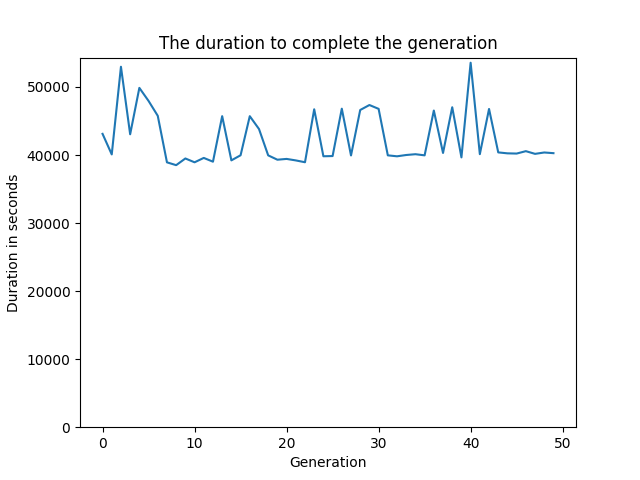 The duration to complete the generation
50000
40000
30000
20000
10000
0
Duration in seconds
0 10 20 30 40 50
Generation